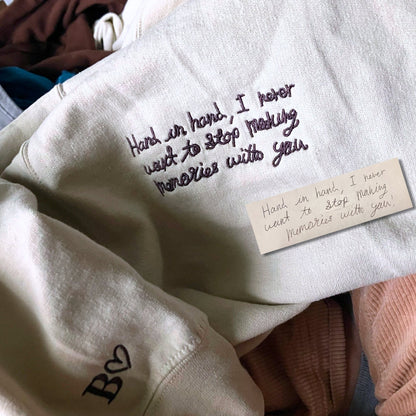 Hand in hand, I never
want to stop making
memories with you.
Hand in hand, I never
want to stop making
memories with you!
B♡